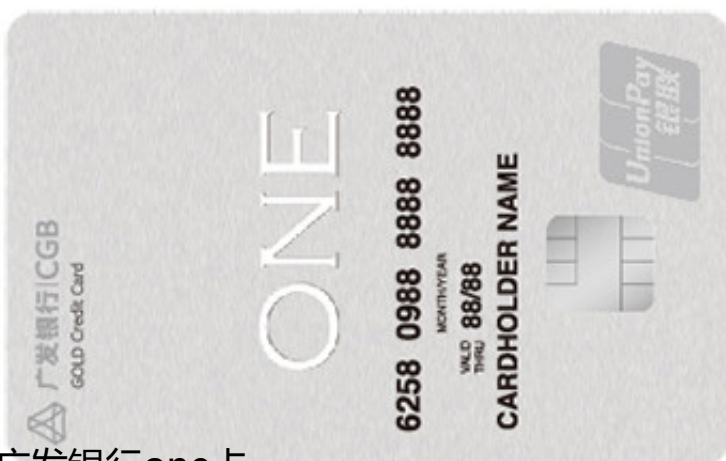 广发银行|CGB
GOLD Credit Card
ONE
6258 0988 8888 8888
MONTH/YEAR
VALID THRU 88/88
CARDHOLDER NAME
UnionPay
银联
广发银行one卡